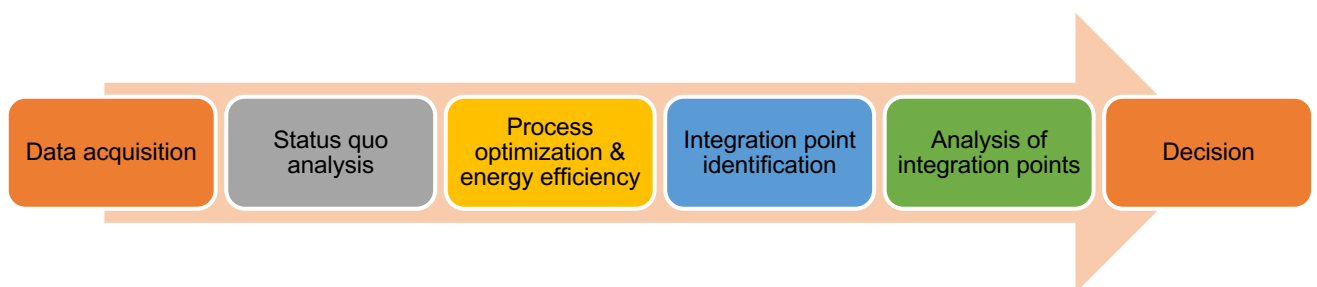 Data acquisition
Status quo
analysis
Process
optimization &
energy efficiency
Integration point
identification
Analysis of
integration points
Decision